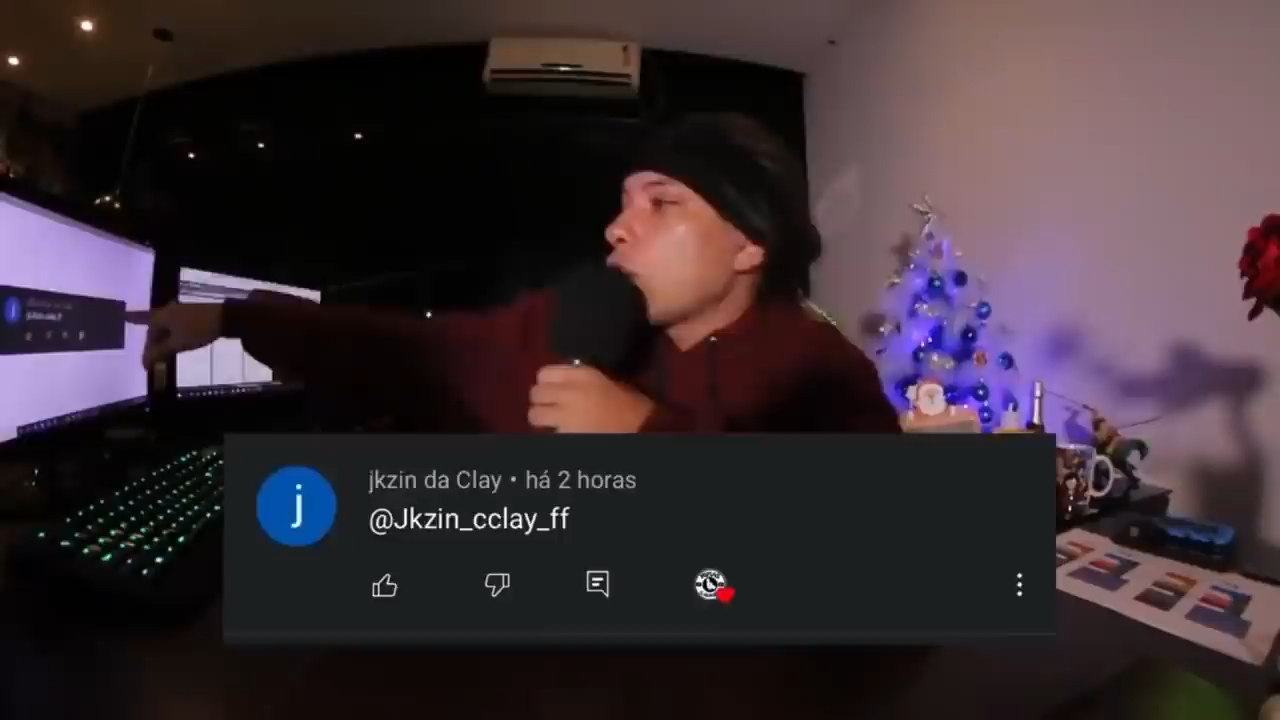 jkzin da Clay • há 2 horas
@Jkzin_cclay_ff